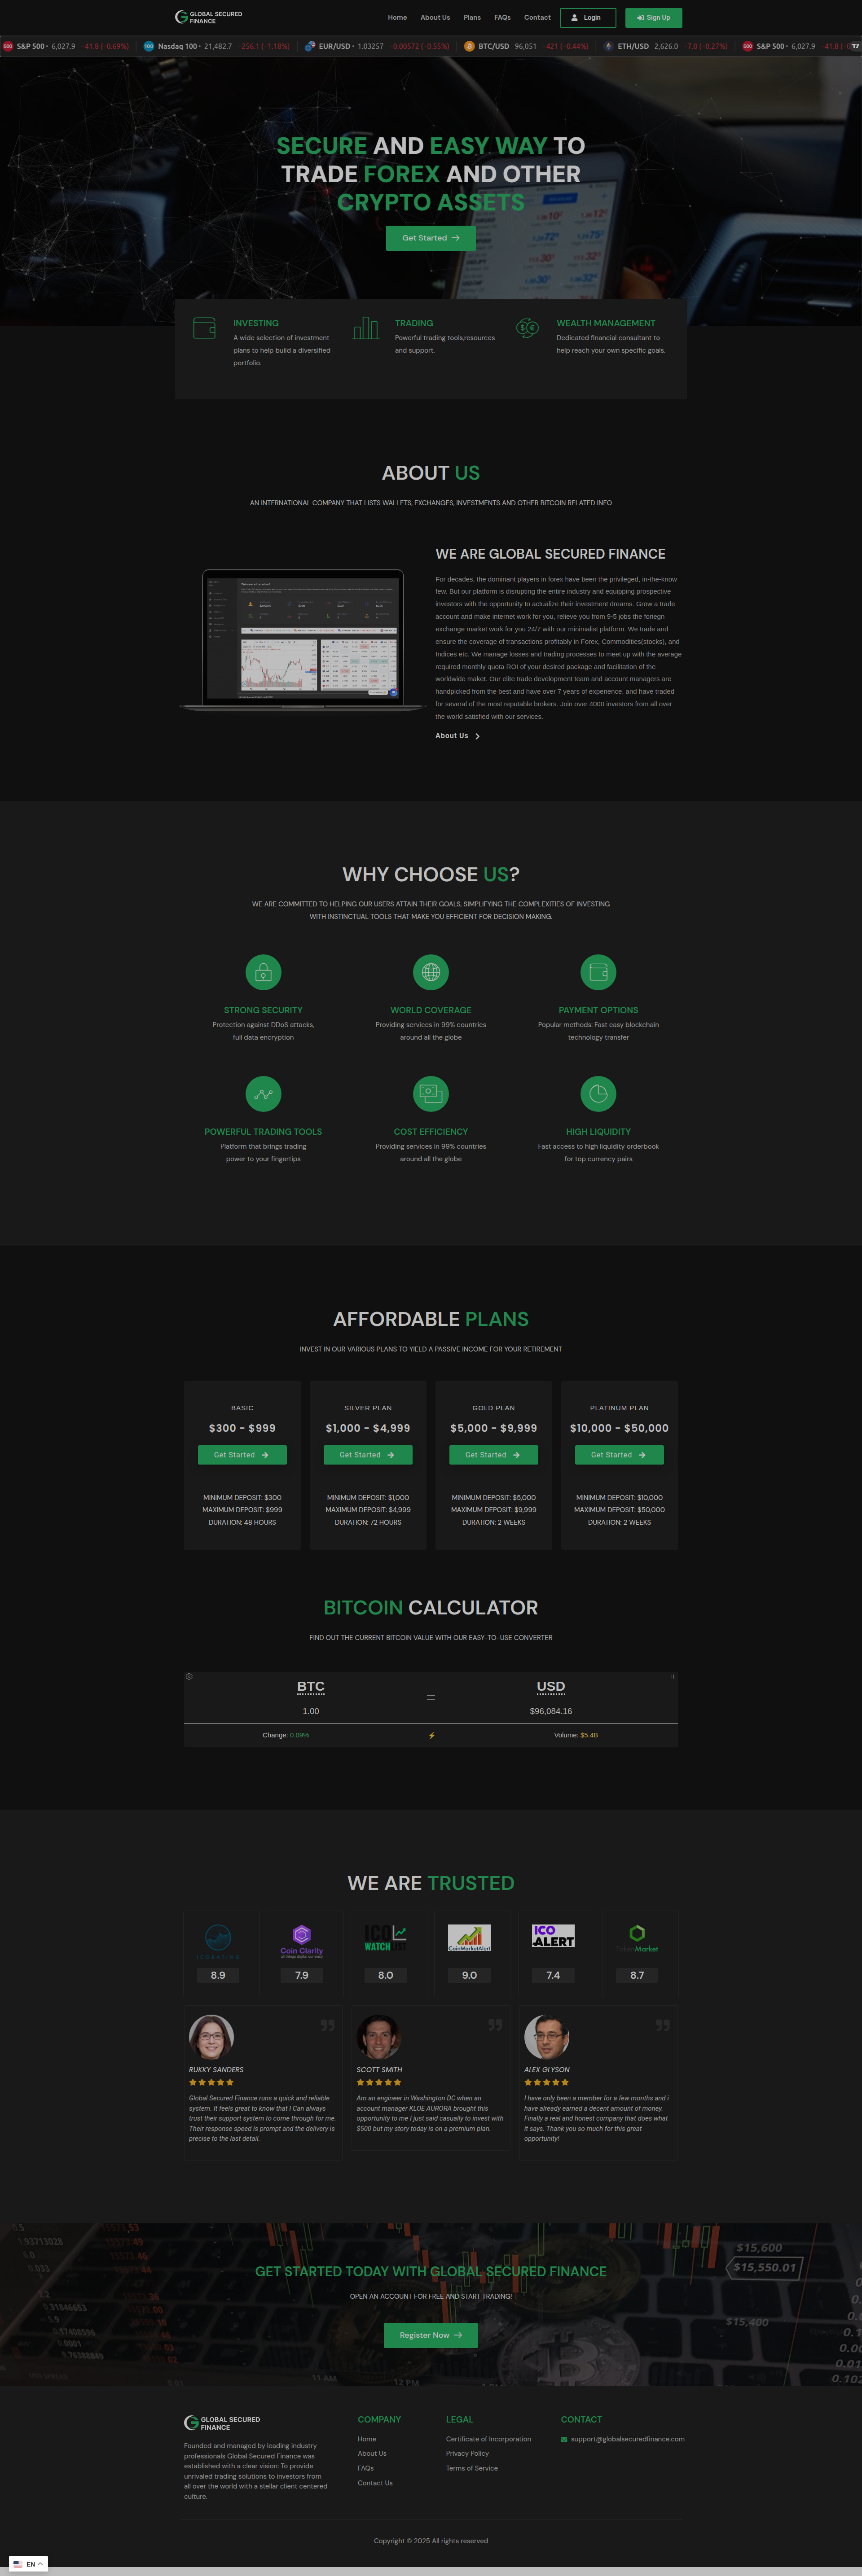 GLOBAL SECURED
FINANCE
Home
About Us
Plans
FAQs
Contact
Login
Sign Up
S&P 500 6,027.9 −41.8 (−0.69%)
Nasdaq 100 21,482.7 −256.1 (−1.18%)
EUR/USD 1.03257 −0.00572 (−0.55%)
BTC/USD 96,051 −421 (−0.44%)
ETH/USD 2,626.0 −7.0 (−0.27%)
S&P 500 6,027.9 −41.8
SECURE AND EASY WAY TO
TRADE FOREX AND OTHER
CRYPTO ASSETS
Get Started
INVESTING
A wide selection of investment
plans to help build a diversified
portfolio.
TRADING
Powerful trading tools,resources
and support.
WEALTH MANAGEMENT
Dedicated financial consultant to
help reach your own specific goals.
ABOUT US
AN INTERNATIONAL COMPANY THAT LISTS WALLETS, EXCHANGES, INVESTMENTS AND OTHER BITCOIN RELATED INFO
WE ARE GLOBAL SECURED FINANCE
For decades, the dominant players in forex have been the privileged, in-the-know
few. But our platform is disrupting the entire industry and equipping prospective
investors with the opportunity to actualize their investment dreams. Grow a trade
account and make internet work for you, relieve you from 9-5 jobs the foriegn
exchange market work for you 24/7 with our minimalist platform. We trade and
ensure the coverage of transactions profitably in Forex, Commodities(stocks), and
Indices etc. We manage losses and trading processes to meet up with the average
required monthly quota ROI of your desired package and facilitation of the
worldwide maket. Our elite trade development team and account managers are
handpicked from the best and have over 7 years of experience, and have traded
for several of the most reputable brokers. Join over 4000 investors from all over
the world satisfied with our services.
About Us
WHY CHOOSE US?
WE ARE COMMITTED TO HELPING OUR USERS ATTAIN THEIR GOALS, SIMPLIFYING THE COMPLEXITIES OF INVESTING
WITH INSTINCTUAL TOOLS THAT MAKE YOU EFFICIENT FOR DECISION MAKING.
STRONG SECURITY
Protection against DDoS attacks,
full data encryption
WORLD COVERAGE
Providing services in 99% countries
around all the globe
PAYMENT OPTIONS
Popular methods: Fast easy blockchain
technology transfer
POWERFUL TRADING TOOLS
Platform that brings trading
power to your fingertips
COST EFFICIENCY
Providing services in 99% countries
around all the globe
HIGH LIQUIDITY
Fast access to high liquidity orderbook
for top currency pairs
AFFORDABLE PLANS
INVEST IN OUR VARIOUS PLANS TO YIELD A PASSIVE INCOME FOR YOUR RETIREMENT
BASIC
$300 - $999
Get Started
MINIMUM DEPOSIT: $300
MAXIMUM DEPOSIT: $999
DURATION: 48 HOURS
SILVER PLAN
$1,000 - $4,999
Get Started
MINIMUM DEPOSIT: $1,000
MAXIMUM DEPOSIT: $4,999
DURATION: 72 HOURS
GOLD PLAN
$5,000 - $9,999
Get Started
MINIMUM DEPOSIT: $5,000
MAXIMUM DEPOSIT: $9,999
DURATION: 2 WEEKS
PLATINUM PLAN
$10,000 - $50,000
Get Started
MINIMUM DEPOSIT: $10,000
MAXIMUM DEPOSIT: $50,000
DURATION: 2 WEEKS
BITCOIN CALCULATOR
FIND OUT THE CURRENT BITCOIN VALUE WITH OUR EASY-TO-USE CONVERTER
BTC
1.00
=
USD
$96,084.16
Change: 0.09%
Volume: $5.4B
WE ARE TRUSTED
ICORATING
8.9
Coin Clarity
7.9
ICO
WATCH
8.0
9.0
ICO
ALERT
7.4
Market
8.7
RUKKY SANDERS
Global Secured Finance runs a quick and reliable
system. It feels great to know that I Can always
trust their support system to come through for me.
Their response speed is prompt and the delivery is
precise to the last detail.
SCOTT SMITH
Am an engineer in Washington DC when an
account manager KLOE AURORA brought this
opportunity to me I just said casually to invest with
$500 but my story today is on a premium plan.
ALEX GLYSON
I have only been a member for a few months and i
have already earned a decent amount of money.
Finally a real and honest company that does what
it says. Thank you so much for this great
opportunity!
GET STARTED TODAY WITH GLOBAL SECURED FINANCE
OPEN AN ACCOUNT FOR FREE AND START TRADING!
Register Now
$15,600
$15,550.01
$15,400
11 AM
12 PM
GLOBAL SECURED
FINANCE
Founded and managed by leading industry
professionals Global Secured Finance was
established with a clear vision: To provide
unrivaled trading solutions to investors from
all over the world with a stellar client centered
culture.
COMPANY
Home
About Us
FAQs
Contact Us
LEGAL
Certificate of Incorporation
Privacy Policy
Terms of Service
CONTACT
support@globalsecuredfinance.com
Copyright © 2025 All rights reserved
EN